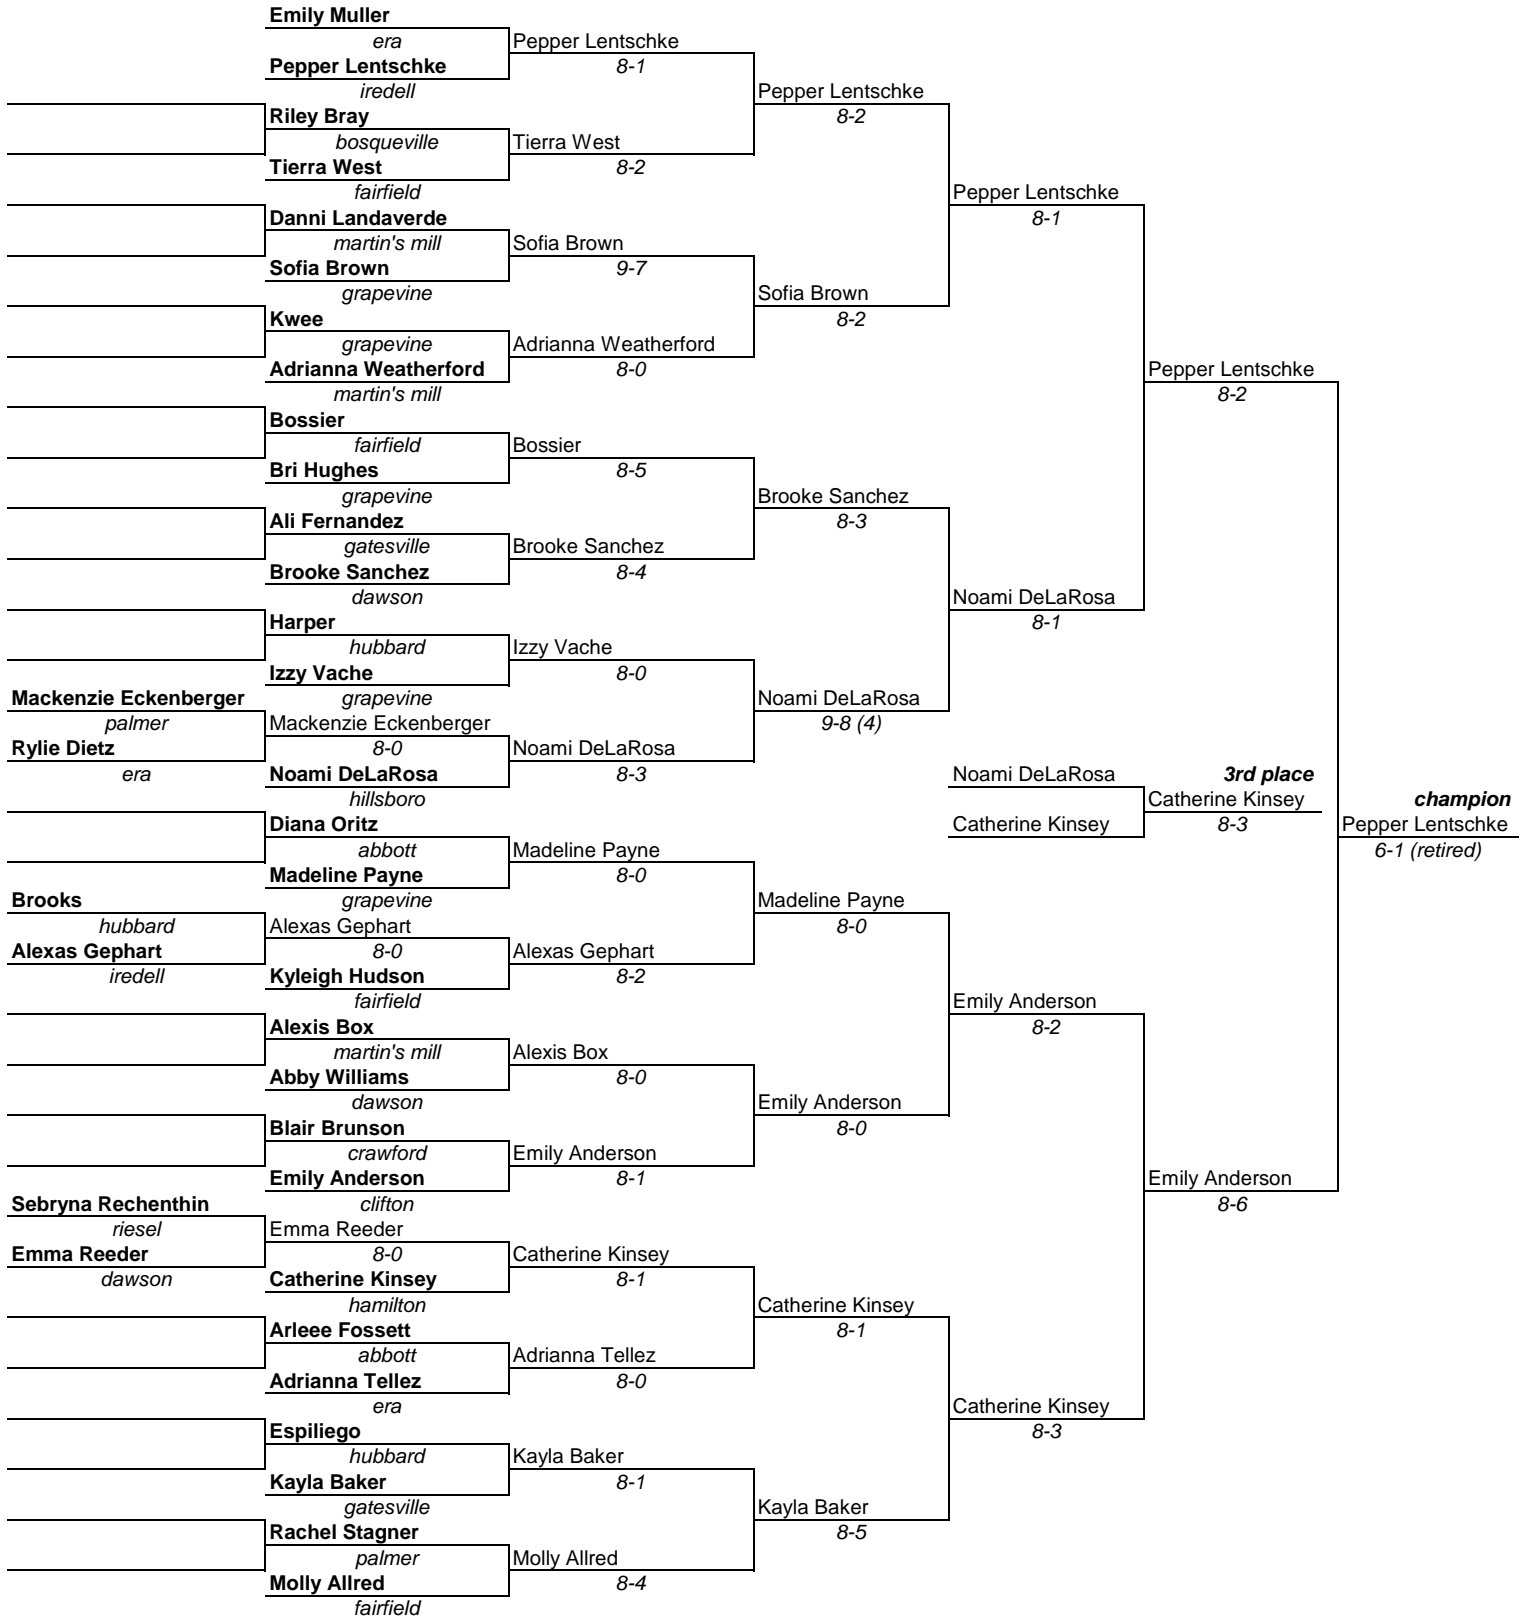 Emily Muller
era
Pepper Lentschke
Pepper Lentschke
8-1
iredell
Pepper Lentschke
Riley Bray
8-2
bosqueville
Tierra West
Tierra West
8-2
fairfield
Pepper Lentschke
Danni Landaverde
8-1
martin's mill
Sofia Brown
Sofia Brown
9-7
grapevine
Sofia Brown
Kwee
8-2
grapevine
Adrianna Weatherford
Adrianna Weatherford
8-0
Pepper Lentschke
martin's mill
8-2
Bossier
fairfield
Bossier
Bri Hughes
8-5
grapevine
Brooke Sanchez
Ali Fernandez
8-3
gatesville
Brooke Sanchez
Brooke Sanchez
8-4
dawson
Noami DeLaRosa
Harper
8-1
hubbard
Izzy Vache
Izzy Vache
8-0
Mackenzie Eckenberger
grapevine
Noami DeLaRosa
palmer
Mackenzie Eckenberger
9-8 (4)
Rylie Dietz
8-0
Noami DeLaRosa
era
Noami DeLaRosa
8-3
Noami DeLaRosa
3rd place
hillsboro
Catherine Kinsey
champion
Diana Oritz
Catherine Kinsey
8-3
Pepper Lentschke
abbott
Madeline Payne
6-1 (retired)
Madeline Payne
8-0
Brooks
grapevine
Madeline Payne
hubbard
Alexas Gephart
8-0
Alexas Gephart
8-0
Alexas Gephart
iredell
Kyleigh Hudson
8-2
fairfield
Emily Anderson
Alexis Box
8-2
martin's mill
Alexis Box
Abby Williams
8-0
dawson
Emily Anderson
Blair Brunson
8-0
crawford
Emily Anderson
Emily Anderson
8-1
Emily Anderson
Sebryna Rechenthin
clifton
8-6
riesel
Emma Reeder
Emma Reeder
8-0
Catherine Kinsey
dawson
Catherine Kinsey
8-1
hamilton
Catherine Kinsey
Arleee Fossett
8-1
abbott
Adrianna Tellez
Adrianna Tellez
8-0
era
Catherine Kinsey
Espiliego
8-3
hubbard
Kayla Baker
Kayla Baker
8-1
gatesville
Kayla Baker
Rachel Stagner
8-5
palmer
Molly Allred
Molly Allred
8-4
fairfield